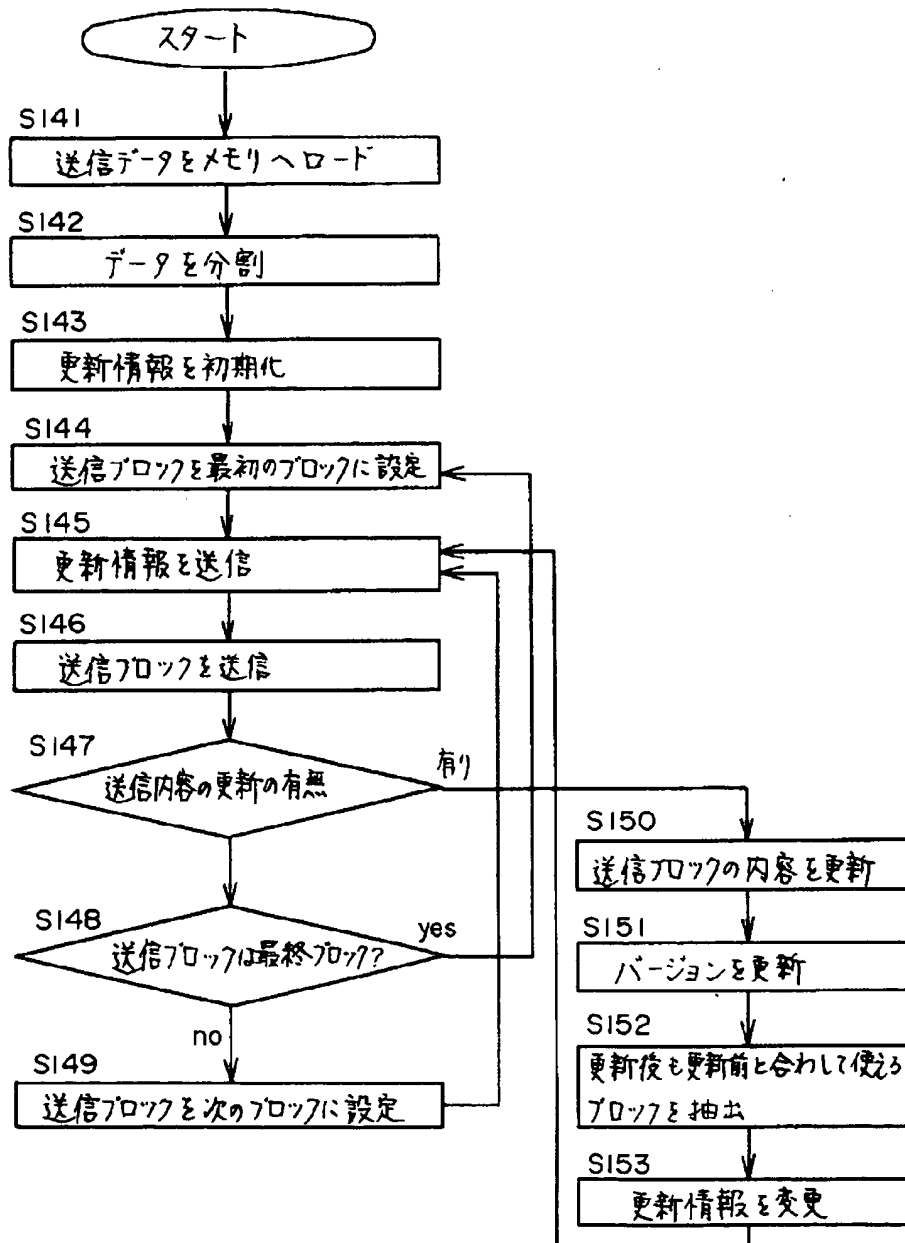 スタート
S141
送信データをメモリへロード
S142
データを分割
S143
更新情報を初期化
S144
送信ブロックを最初のブロックに設定
S145
更新情報を送信
S146
送信ブロックを送信
S147
送信内容の更新の有無
有り
S148
送信ブロックは最終ブロック?
yes
no
S149
送信ブロックを次のブロックに設定
S150
送信ブロックの内容を更新
S151
バージョンを更新
S152
更新後も更新前と合わして使える
ブロックを抽出
S153
更新情報を変更